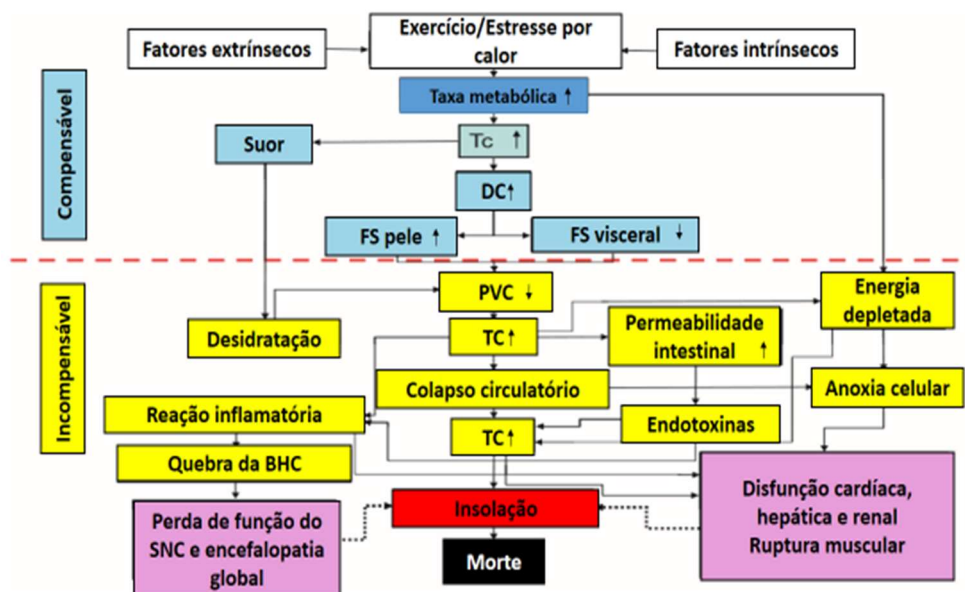 Exercício/Estresse por
calor
Fatores extrínsecos
Fatores intrínsecos
Compensável
Taxa metabólica ↑
Suor
Tc ↑
DC↑
FS pele ↑
FS visceral ↓
Incompensável
PVC ↓
Energia
depletada
Desidratação
TC↑
Permeabilidade
intestinal ↑
Colapso circulatório
Anoxia celular
Reação inflamatória
TC↑
Endotoxinas
Quebra da BHC
Disfunção cardíaca,
hepática e renal
Ruptura muscular
Perda de função do
SNC e encefalopatia
global
Insolação
Morte